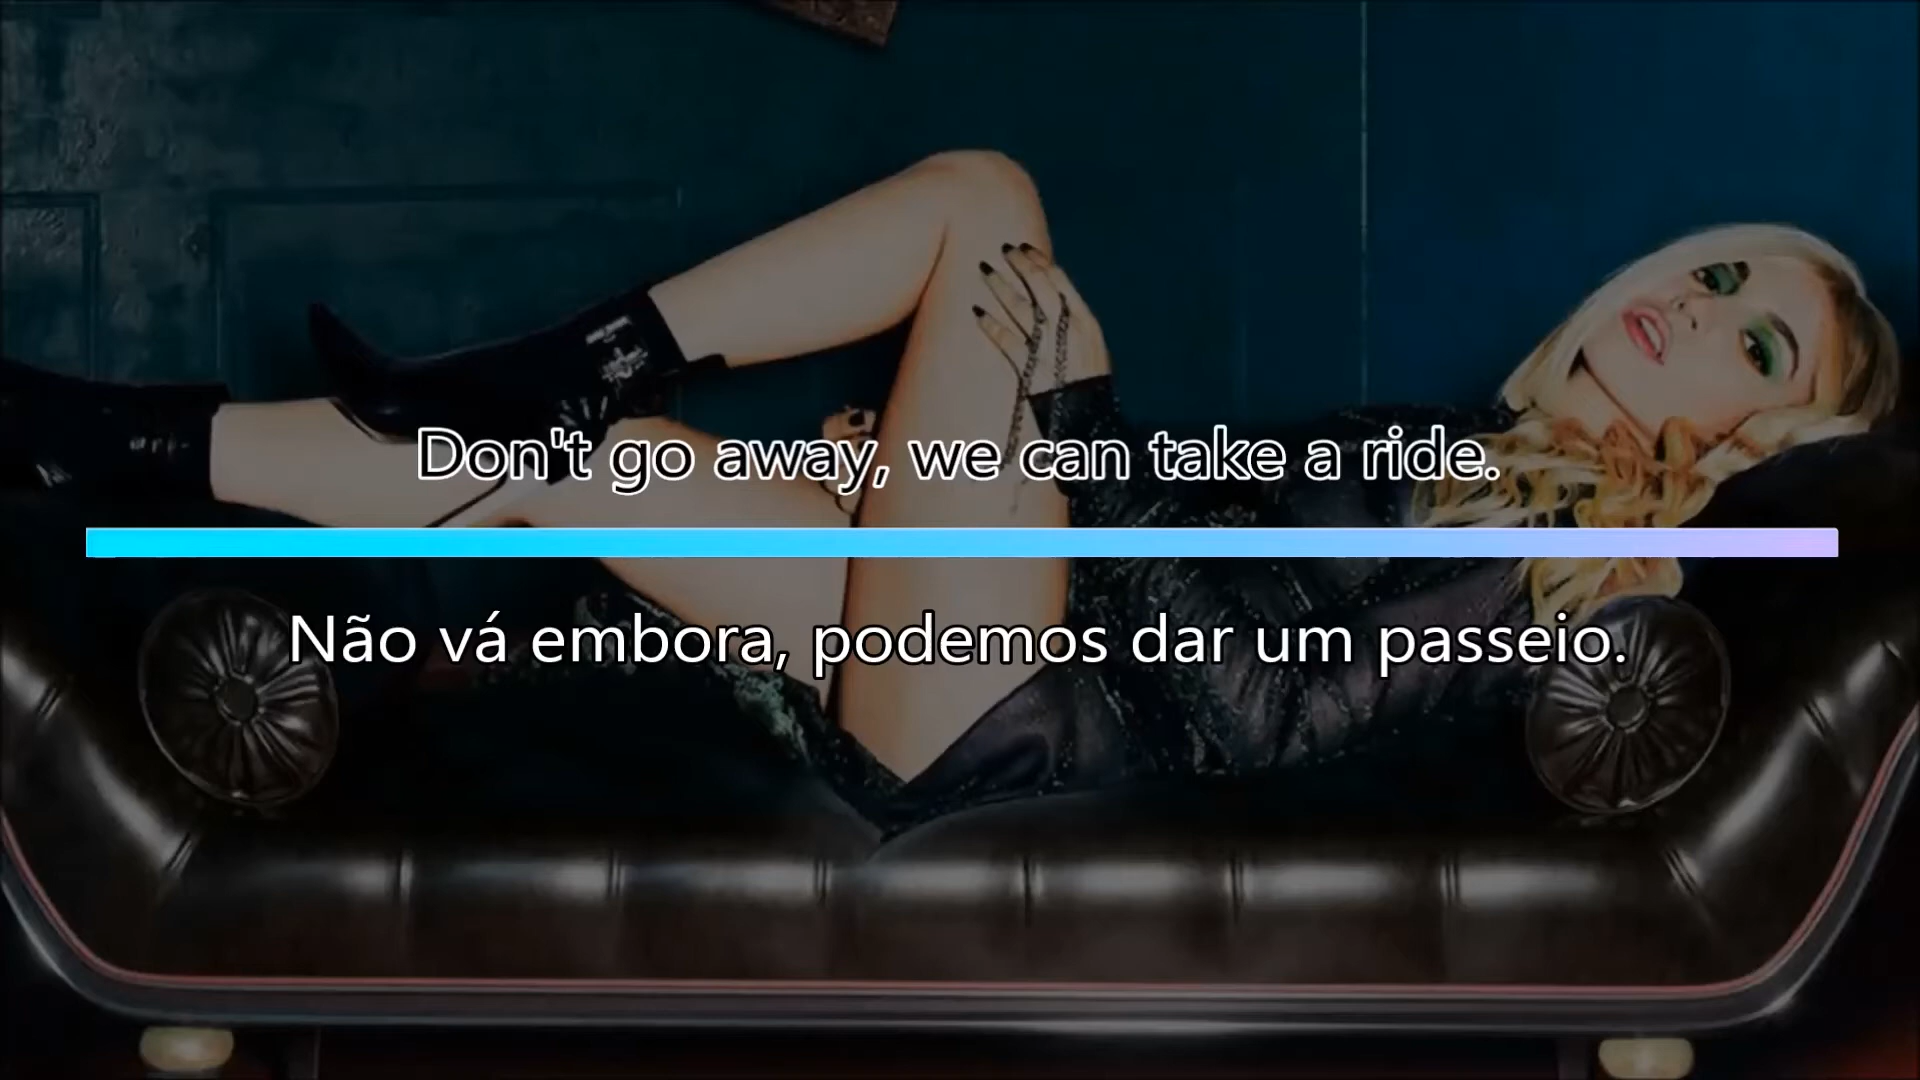 Don't go away, we can take a ride.
Não vá embora, podemos dar um passeio.